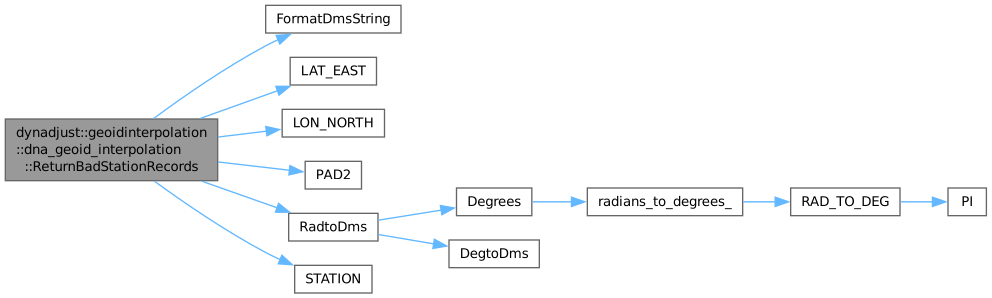 FormatDmsString
LAT_EAST
LON_NORTH
dynadjust::geoidinterpolation
::dna_geoid_interpolation
::ReturnBadStationRecords
PAD2
Degrees
radians_to_degrees_
RAD_TO_DEG
PI
RadtoDms
DegtoDms
STATION